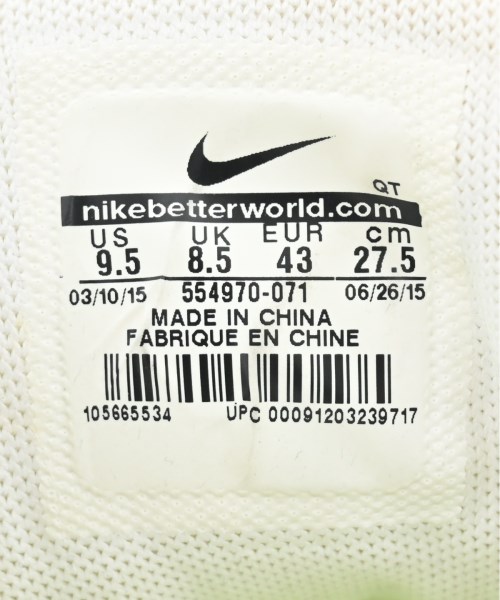 QT
nikebetterworld.com
US UK EUR cm
9.5 8.5 43 27.5
03/10/15 554970-071 06/26/15
MADE IN CHINA
FABRIQUE EN CHINE
105665534 UPC 00091203239717